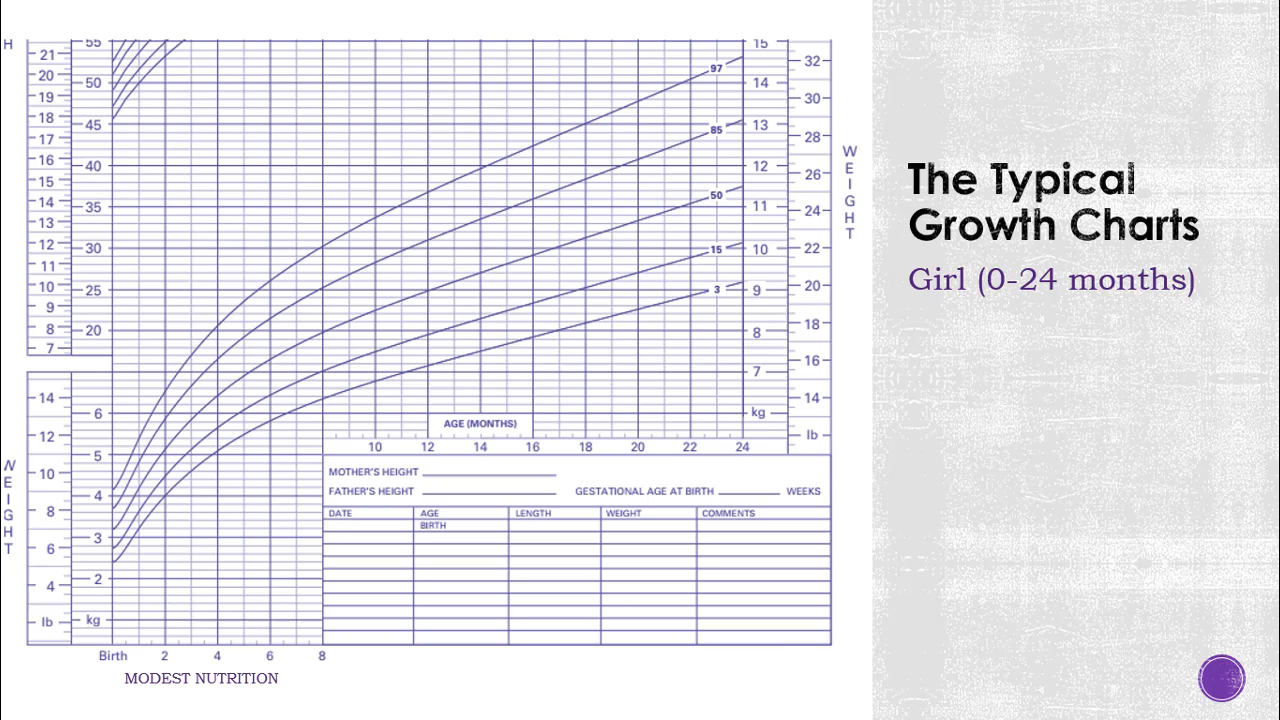 H
21
20
19
18
17
16
15
14
13
12
11
10
9
8
7
55
50
45
40
35
30
25
20
97
85
50
15
3
15
14
13
12
11
10
9
8
7
kg
32
30
28
26
24
22
20
18
16
14
lb
W
E
I
G
H
T
14
12
10
8
6
4
lb
6
5
4
3
2
kg
W
E
I
G
H
T
AGE (MONTHS)
10 12 14 16 18 20 22 24
MOTHER'S HEIGHT
FATHER'S HEIGHT GESTATIONAL AGE AT BIRTH WEEKS
DATE AGE LENGTH WEIGHT COMMENTS
BIRTH
Birth 2 4 6 8
MODEST NUTRITION
The Typical
Growth Charts
Girl (0-24 months)